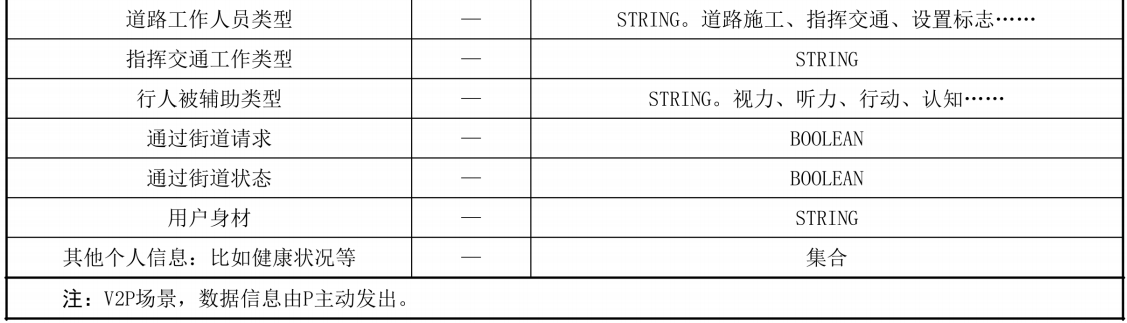 道路工作人员类型 — STRING。道路施工、指挥交通、设置标志……
指挥交通工作类型 — STRING
行人被辅助类型 — STRING。视力、听力、行动、认知……
通过街道请求 — BOOLEAN
通过街道状态 — BOOLEAN
用户身材 — STRING
其他个人信息：比如健康状况等 — 集合
注：V2P场景，数据信息由P主动发出。